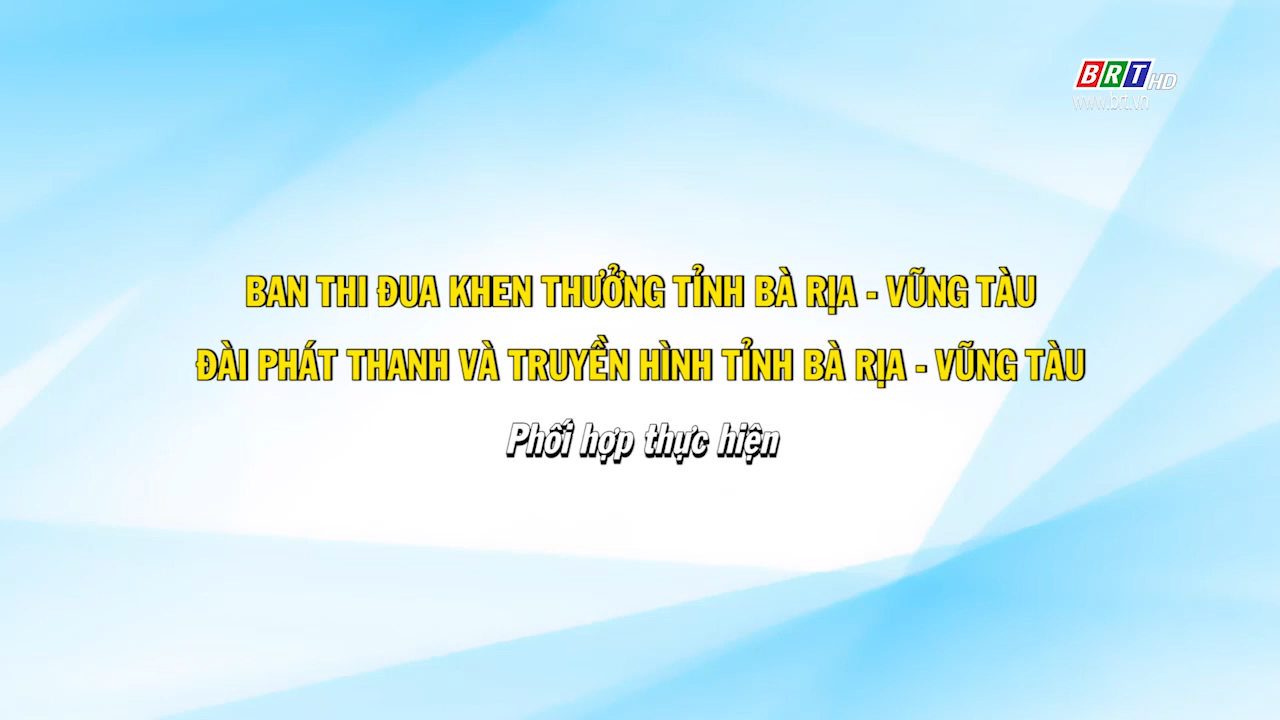 BRT HD
www.brt.vn
BAN THI ĐUA KHEN THƯỞNG TỈNH BÀ RỊA - VŨNG TÀU
ĐÀI PHÁT THANH VÀ TRUYỀN HÌNH TỈNH BÀ RỊA - VŨNG TÀU
Phối hợp thực hiện